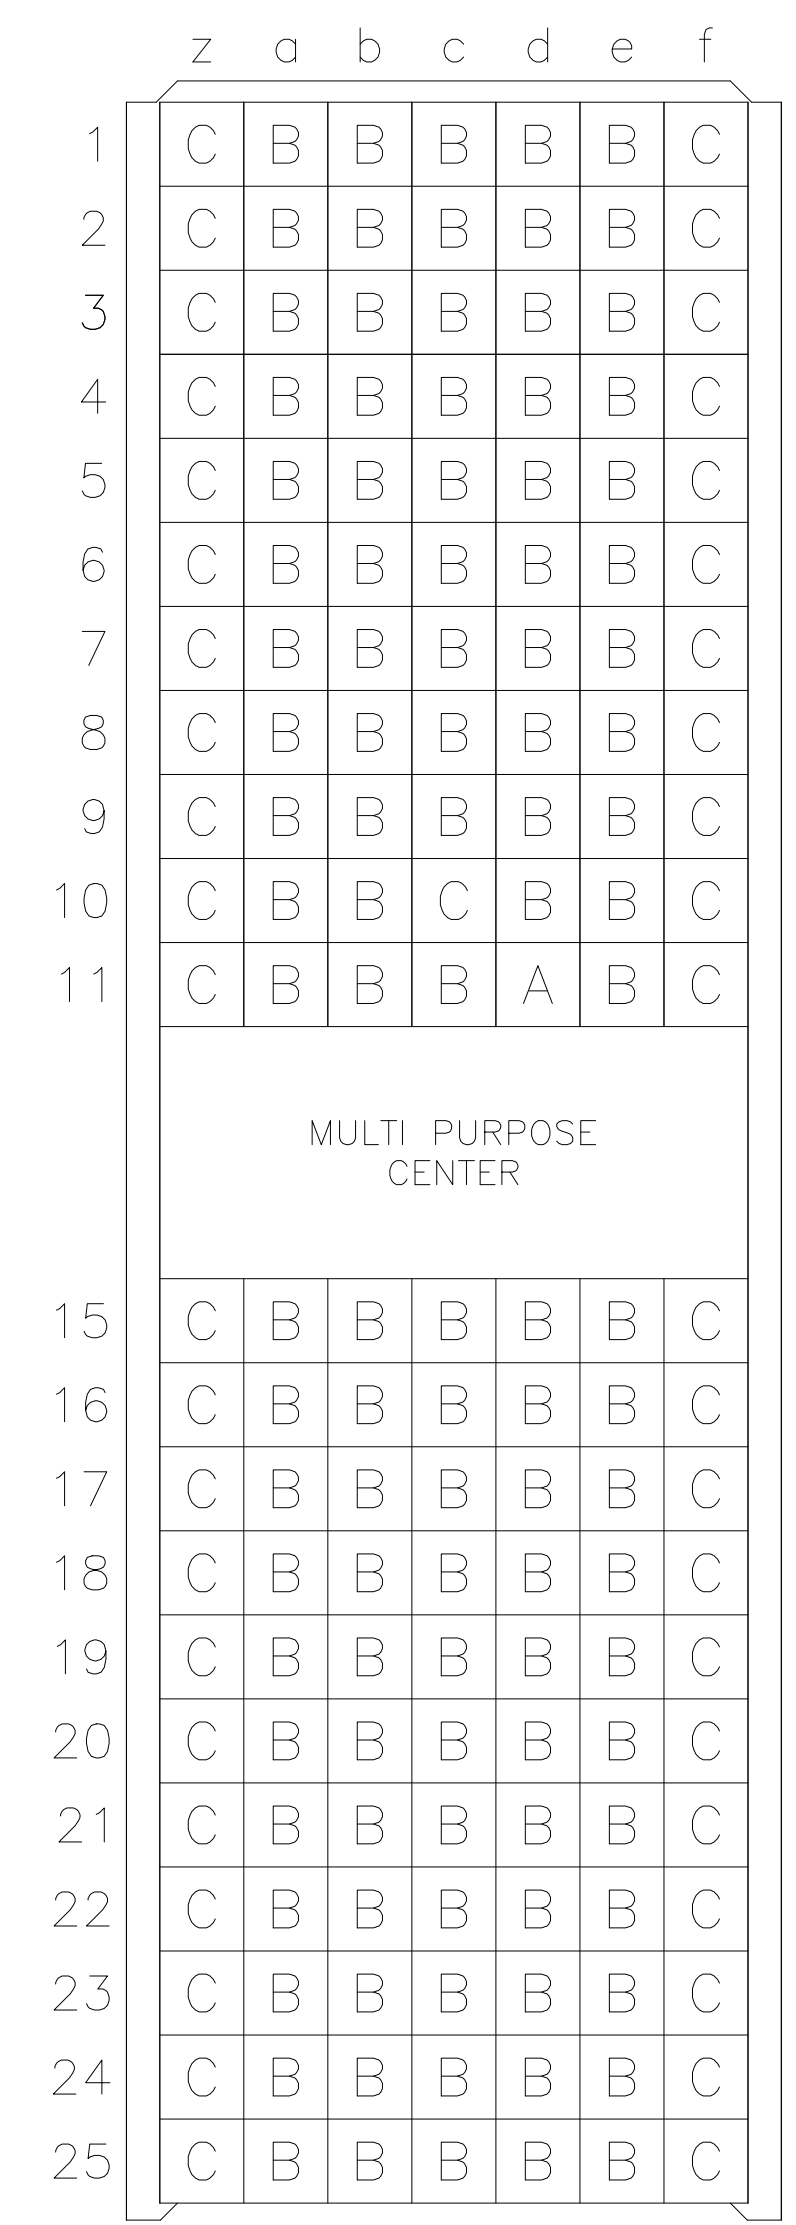 z a b c d e f
1 C B B B B B C
2 C B B B B B C
3 C B B B B B C
4 C B B B B B C
5 C B B B B B C
6 C B B B B B C
7 C B B B B B C
8 C B B B B B C
9 C B B B B B C
10 C B B C B B C
11 C B B B A B C
MULTI PURPOSE
CENTER
15 C B B B B B C
16 C B B B B B C
17 C B B B B B C
18 C B B B B B C
19 C B B B B B C
20 C B B B B B C
21 C B B B B B C
22 C B B B B B C
23 C B B B B B C
24 C B B B B B C
25 C B B B B B C